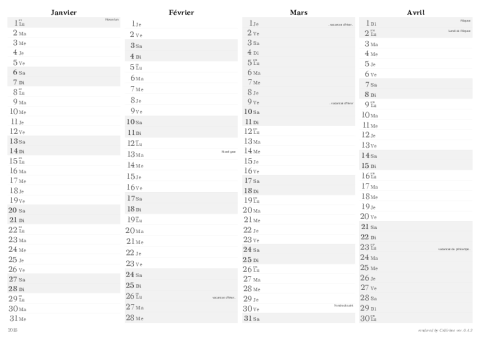 Janvier
1 Lu
2 Ma
3 Me
4 Je
5 Ve
6 Sa
7 Di
8 Lu
9 Ma
10 Me
11 Je
12 Ve
13 Sa
14 Di
15 Lu
16 Ma
17 Me
18 Je
19 Ve
20 Sa
21 Di
22 Lu
23 Ma
24 Me
25 Je
26 Ve
27 Sa
28 Di
29 Lu
30 Ma
31 Me
Février
1 Je
2 Ve
3 Sa
4 Di
5 Lu
6 Ma
7 Me
8 Je
9 Ve
10 Sa
11 Di
12 Lu
13 Ma Mardi gras
14 Me
15 Je
16 Ve
17 Sa
18 Di
19 Lu
20 Ma
21 Me
22 Je
23 Ve
24 Sa
25 Di
26 Lu vacances d'hiver
27 Ma
28 Me
Mars
1 Je vacances d'hiver
2 Ve
3 Sa
4 Di
5 Lu
6 Ma
7 Me
8 Je
9 Ve vacances d'hiver
10 Sa
11 Di
12 Lu
13 Ma
14 Me
15 Je
16 Ve
17 Sa
18 Di
19 Lu
20 Ma
21 Me
22 Je
23 Ve
24 Sa
25 Di
26 Lu
27 Ma
28 Me
29 Je
30 Ve
31 Sa
Avril
1 Di Pâques
2 Lu Lundi de Pâques
3 Ma
4 Me
5 Je
6 Ve
7 Sa
8 Di
9 Lu
10 Ma
11 Me
12 Je
13 Ve
14 Sa
15 Di
16 Lu
17 Ma
18 Me
19 Je
20 Ve
21 Sa
22 Di
23 Lu vacances de printemps
24 Ma
25 Me
26 Je
27 Ve
28 Sa
29 Di
30 Lu
2018